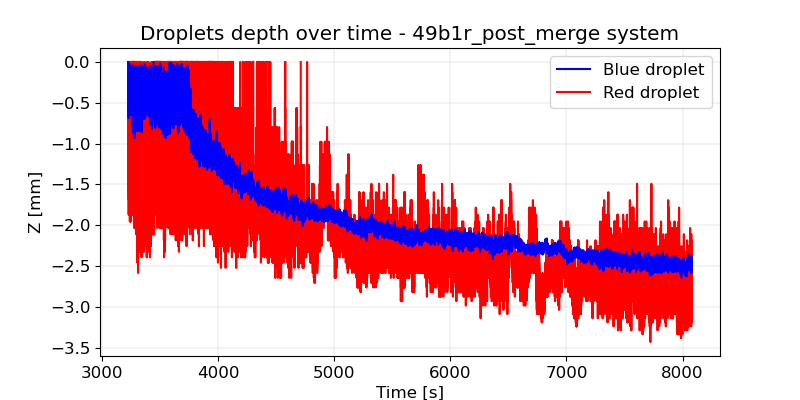 Droplets depth over time - 49b1r_post_merge system
Blue droplet
Red droplet
0.0
−0.5
−1.0
−1.5
−2.0
−2.5
−3.0
−3.5
Z [mm]
3000 4000 5000 6000 7000 8000
Time [s]